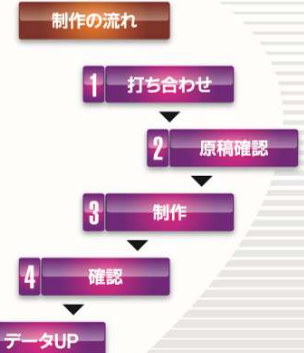 制作の流れ
1 打ち合わせ
2 原稿確認
3 制作
4 確認
データUP